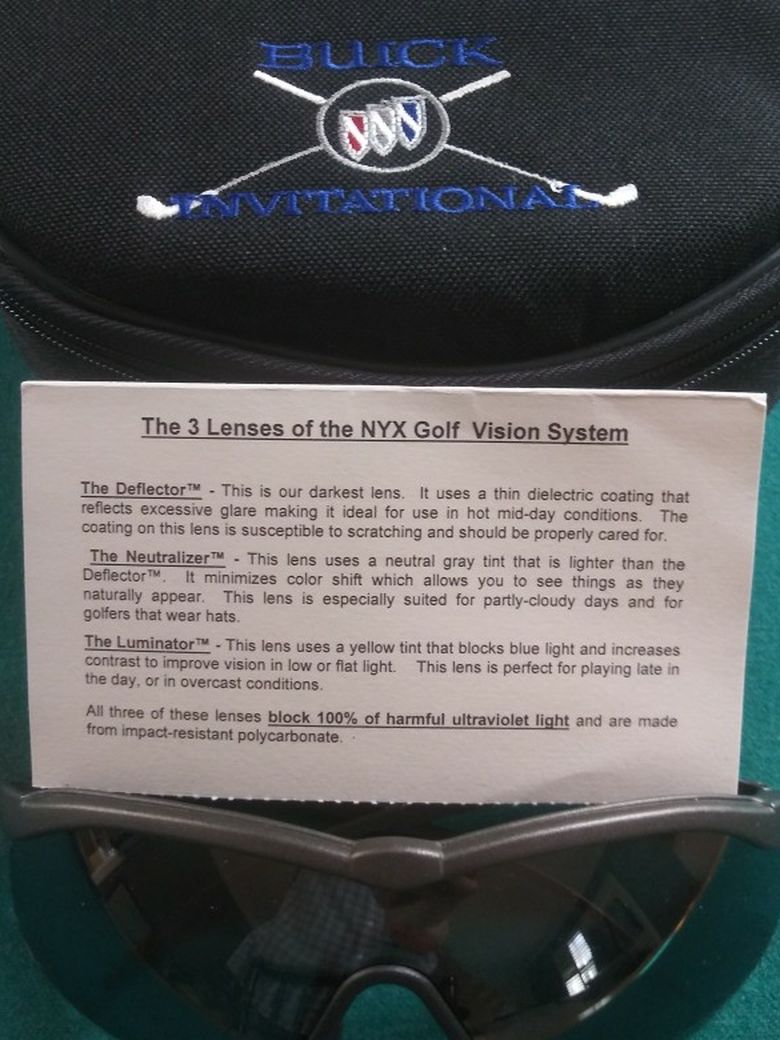 BUICK
INVITATIONAL
The 3 Lenses of the NYX Golf Vision System
The Deflector™ - This is our darkest lens. It uses a thin dielectric coating that
reflects excessive glare making it ideal for use in hot mid-day conditions. The
coating on this lens is susceptible to scratching and should be properly cared for.
The Neutralizer™ - This lens uses a neutral gray tint that is lighter than the
Deflector™. It minimizes color shift which allows you to see things as they
naturally appear. This lens is especially suited for partly-cloudy days and for
golfers that wear hats.
The Luminator™ - This lens uses a yellow tint that blocks blue light and increases
contrast to improve vision in low or flat light. This lens is perfect for playing late in
the day, or in overcast conditions.
All three of these lenses block 100% of harmful ultraviolet light and are made
from impact-resistant polycarbonate.